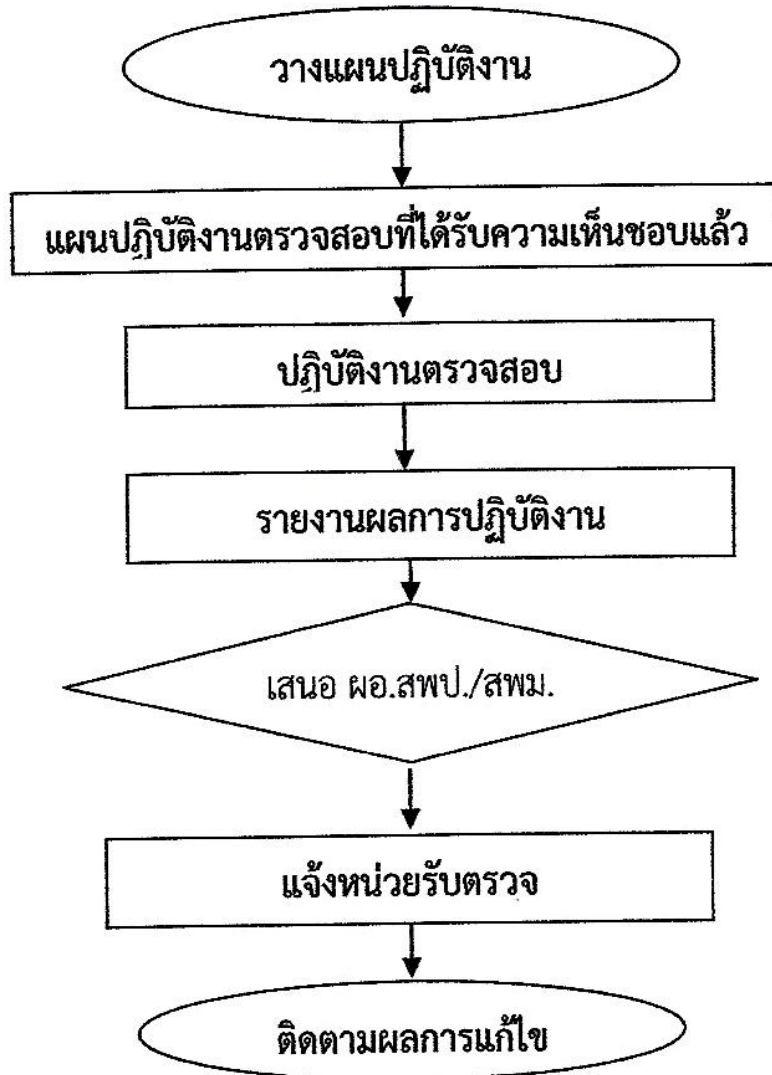 วางแผนปฏิบัติงาน
แผนปฏิบัติงานตรวจสอบที่ได้รับความเห็นชอบแล้ว
ปฏิบัติงานตรวจสอบ
รายงานผลการปฏิบัติงาน
เสนอ ผอ.สพป./สพม.
แจ้งหน่วยรับตรวจ
ติดตามผลการแก้ไข